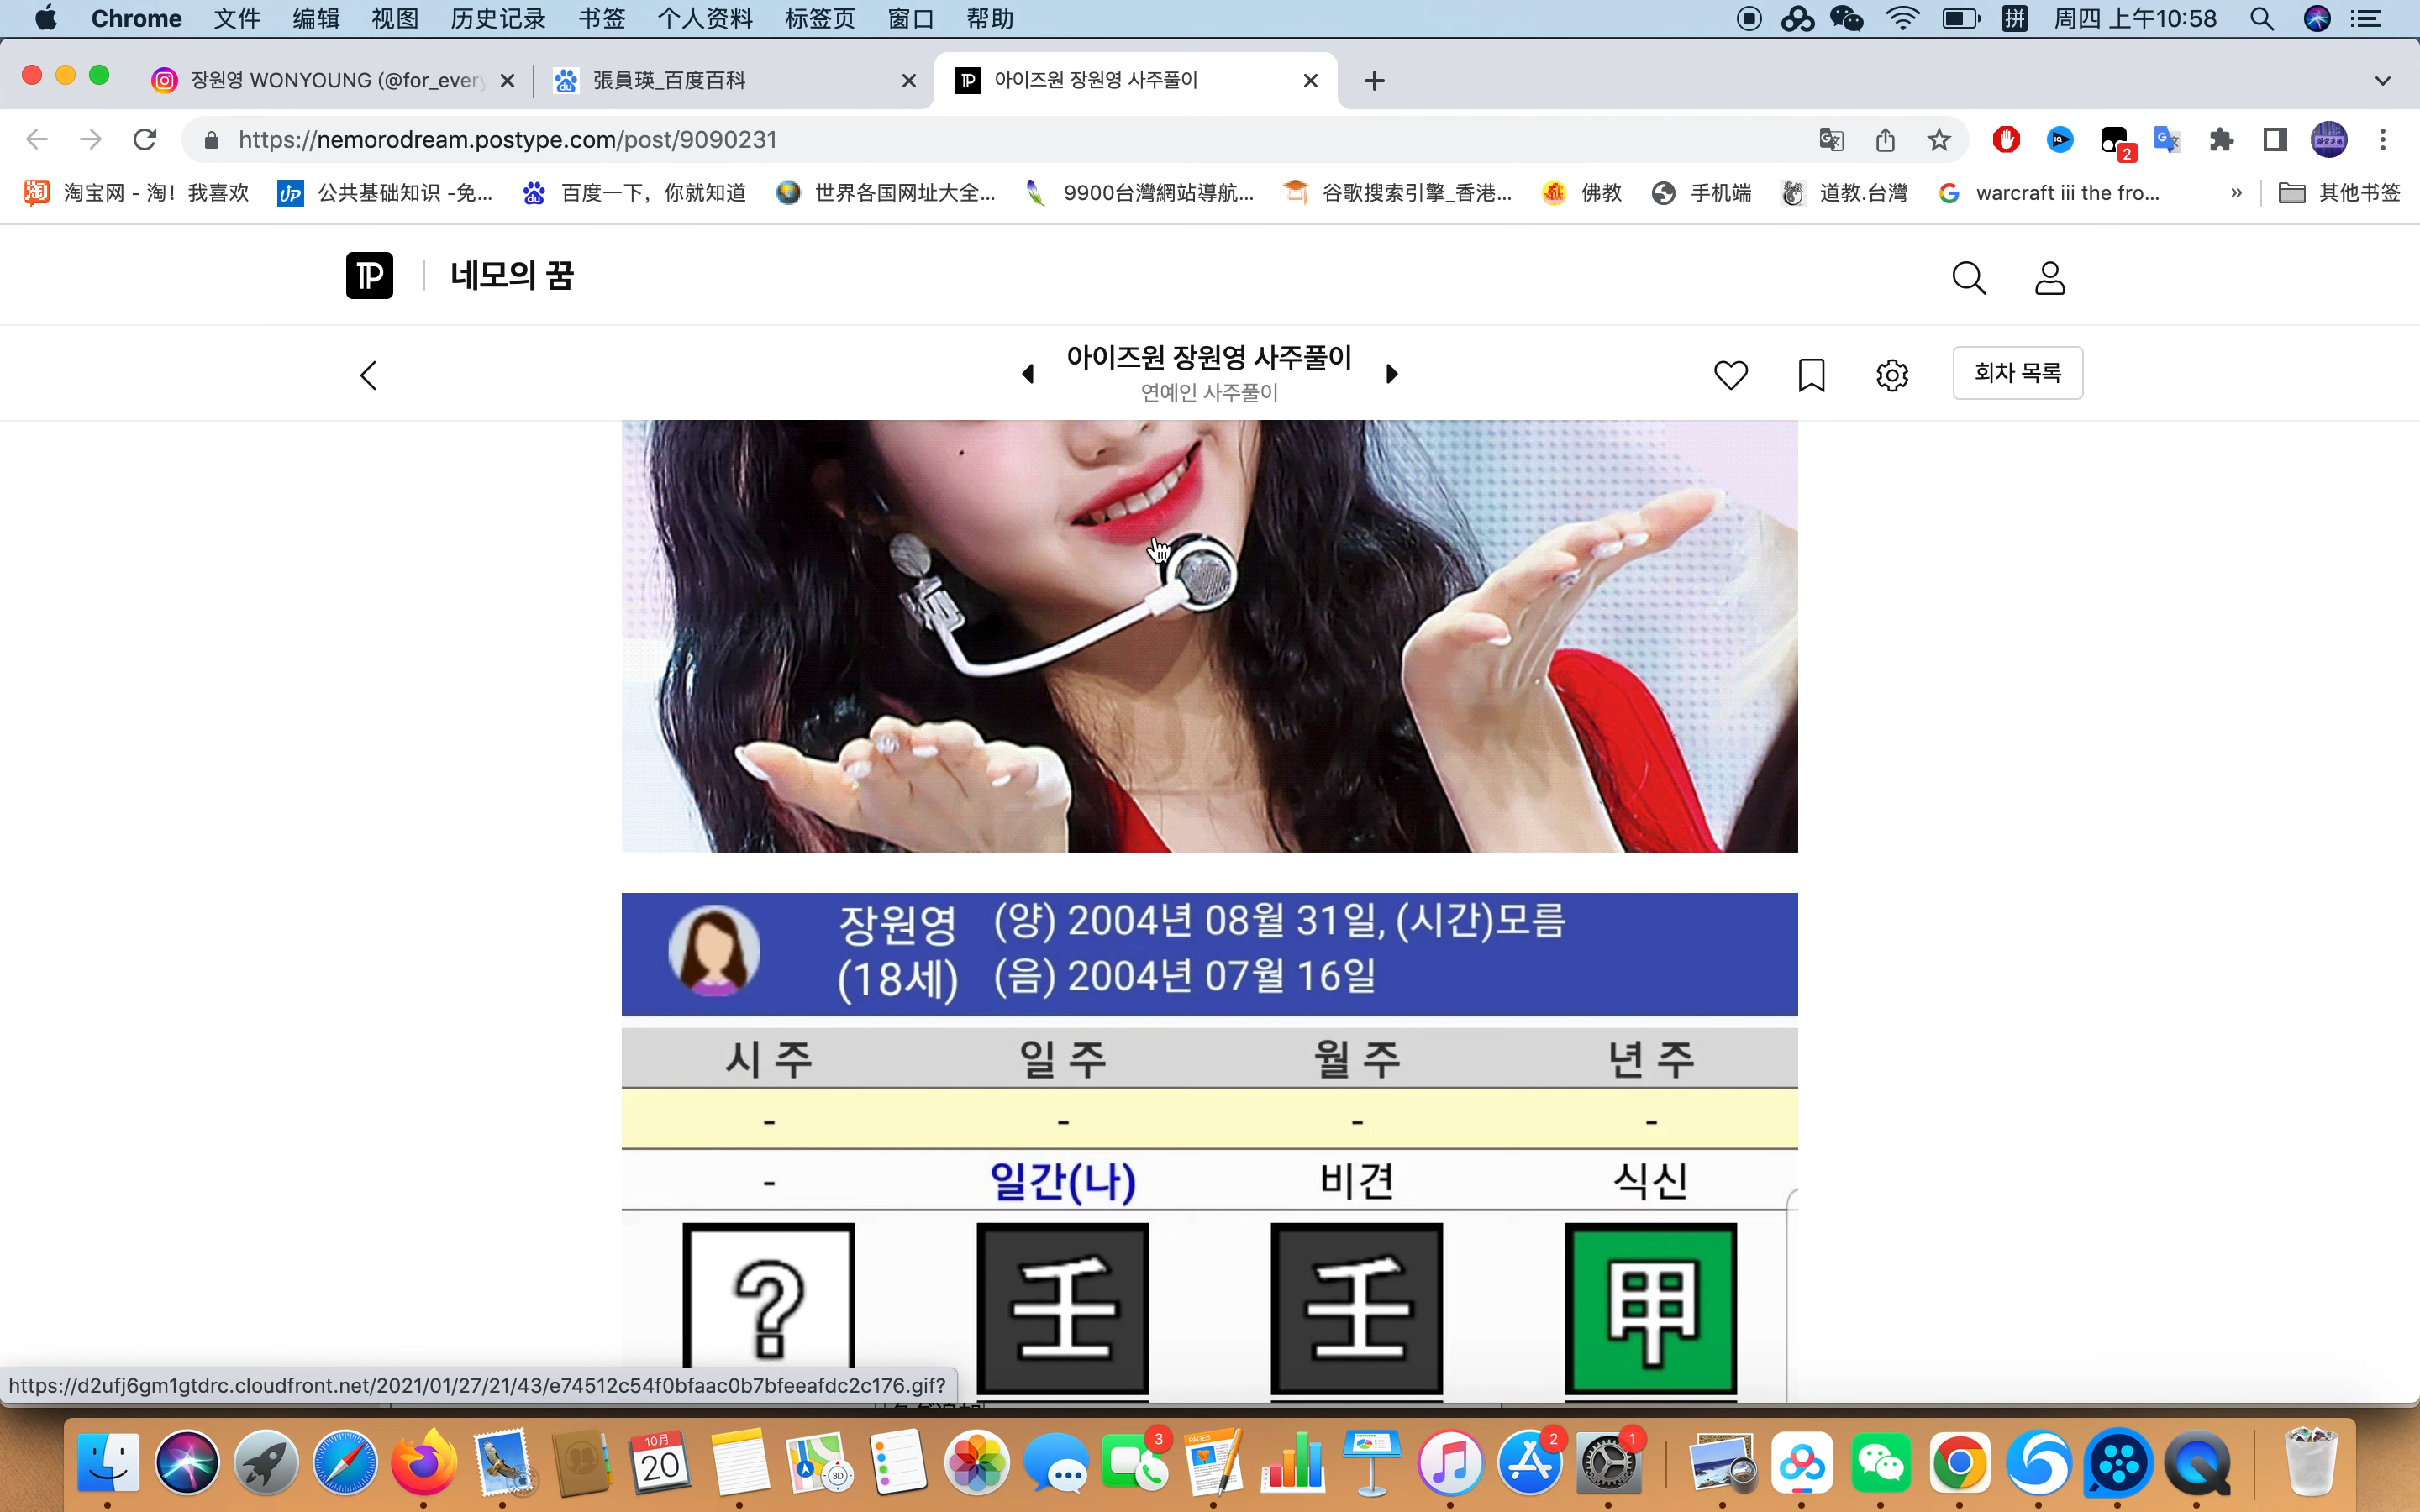 Chrome 文件 编辑 视图 历史记录 书签 个人资料 标签页 窗口 帮助 拼 周四 上午10:58
장원영 WONYOUNG (@for_every 張員瑛_百度百科 아이즈원 장원영 사주풀이
https://nemorodream.postype.com/post/9090231 2
淘宝网 - 淘！我喜欢 公共基础知识 -免... 百度一下，你就知道 世界各国网址大全... 9900台灣網站導航... 谷歌搜索引擎_香港... 佛教 手机端 道教.台灣 warcraft iii the fro... » 其他书签
네모의 꿈
아이즈원 장원영 사주풀이
연예인 사주풀이
회차 목록
장원영 (양) 2004년 08월 31일, (시간)모름
(18세) (음) 2004년 07월 16일
시 주 일 주 월 주 년 주
- - - -
- 일간(나) 비견 식신
? 壬 壬 甲
https://d2ufj6gm1gtdrc.cloudfront.net/2021/01/27/21/43/e74512c54f0bfaac0b7bfeeafdc2c176.gif?
10月 20 3D 3 PAGES 2 1